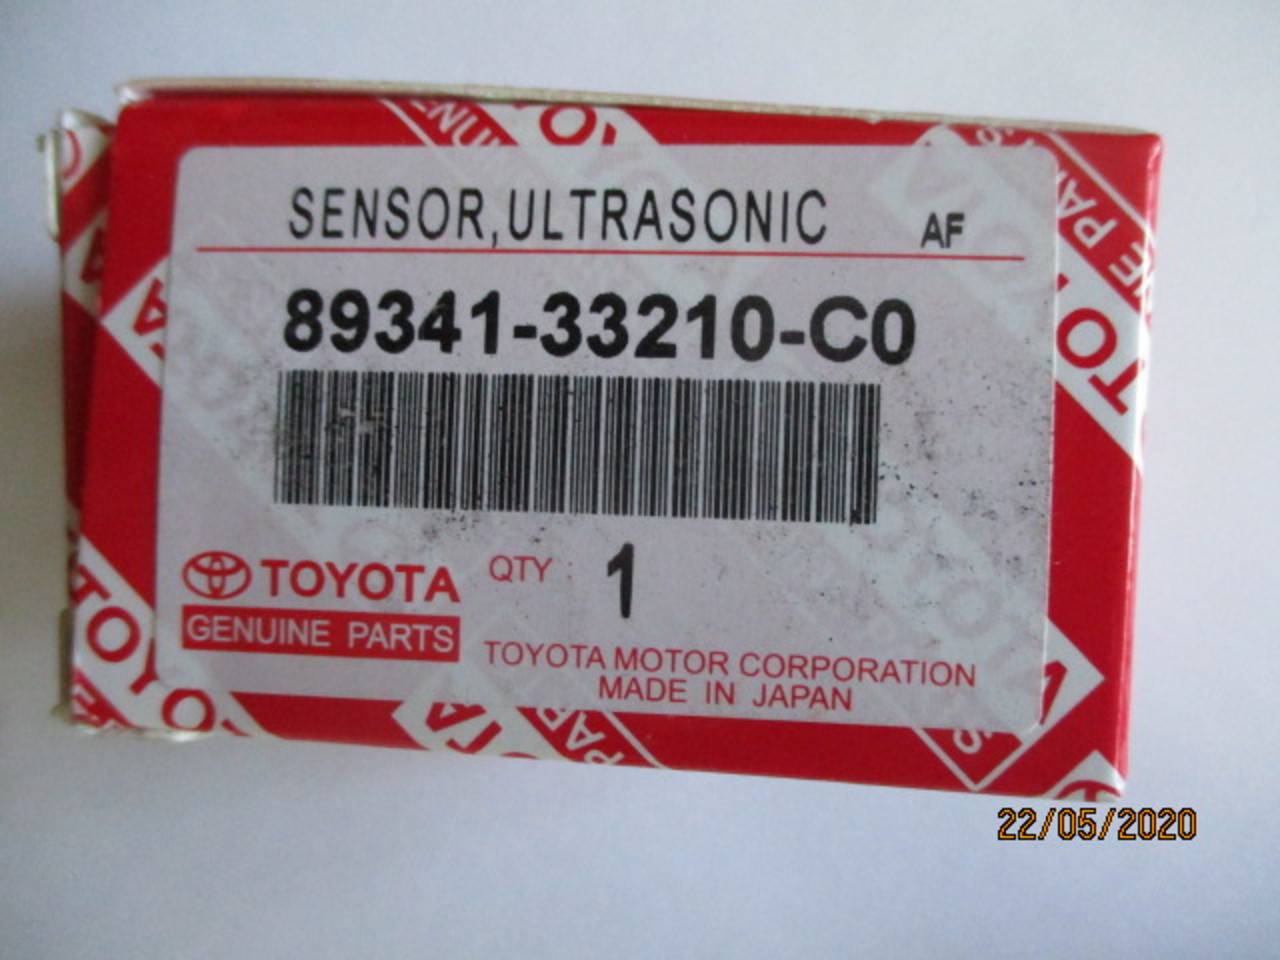 SENSOR,ULTRASONIC AF
89341-33210-C0
TOYOTA
GENUINE PARTS
QTY : 1
TOYOTA MOTOR CORPORATION
MADE IN JAPAN
22/05/2020